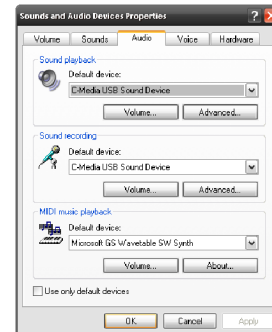 Sounds and Audio Devices Properties
Volume Sounds Audio Voice Hardware
Sound playback
Default device:
C-Media USB Sound Device
Volume... Advanced...
Sound recording
Default device:
C-Media USB Sound Device
Volume... Advanced...
MIDI music playback
Default device:
Microsoft GS Wavetable SW Synth
Volume... About...
Use only default devices
OK Cancel Apply